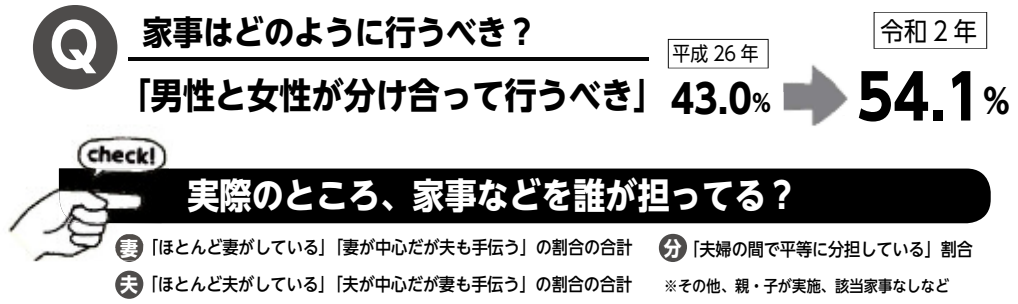 Q 家事はどのように行うべき？
「男性と女性が分け合って行うべき」
平成 26 年
43.0%
令和 2 年
54.1%
check!
実際のところ、家事などを誰が担ってる？
妻 「ほとんど妻がしている」「妻が中心だが夫も手伝う」の割合の合計
分 「夫婦の間で平等に分担している」割合
夫 「ほとんど夫がしている」「夫が中心だが妻も手伝う」の割合の合計
※その他、親・子が実施、該当家事なしなど